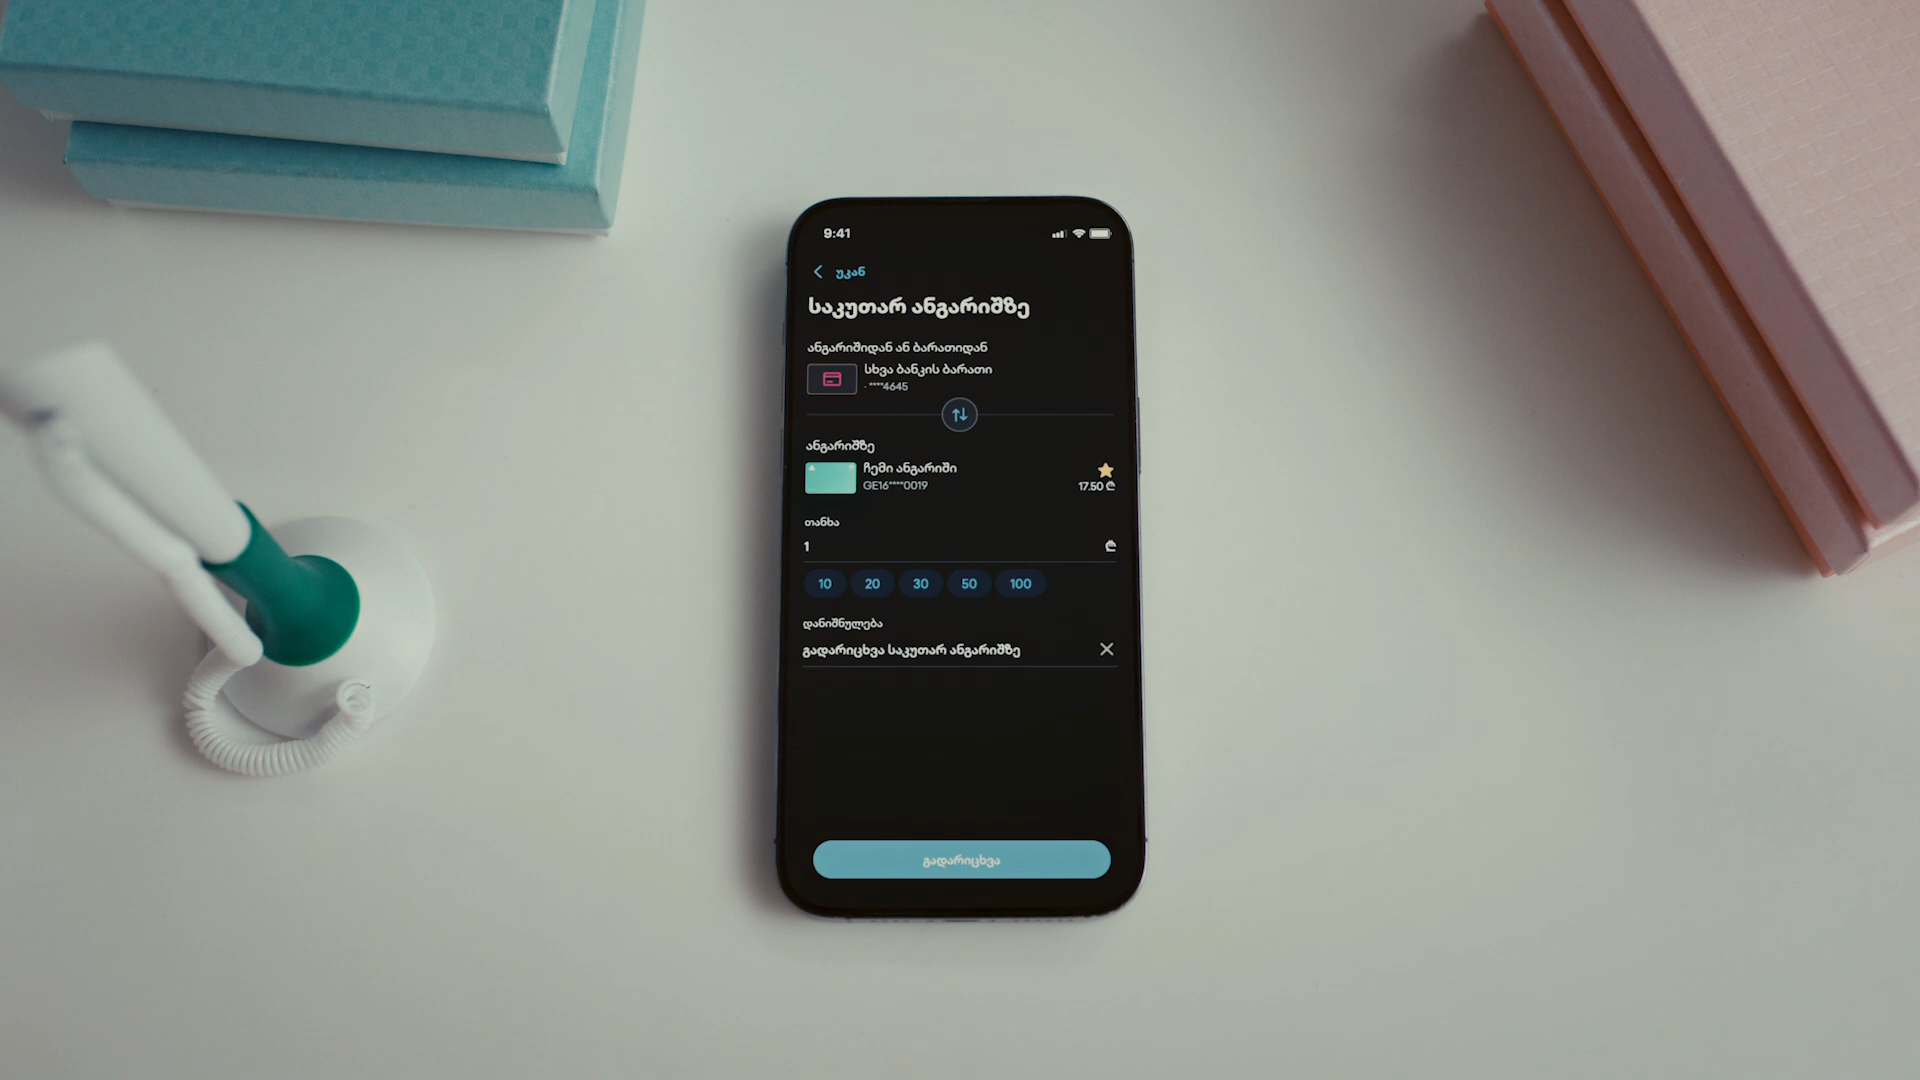 9:41
უკან
საკუთარ ანგარიშზე
ანგარიშიდან ან ბარათიდან
სხვა ბანკის ბარათი
· ****4645
ანგარიშზე
ჩემი ანგარიში
GE16****0019
17.50 ₾
თანხა
1 ₾
10 20 30 50 100
დანიშნულება
გადარიცხვა საკუთარ ანგარიშზე
გადარიცხვა